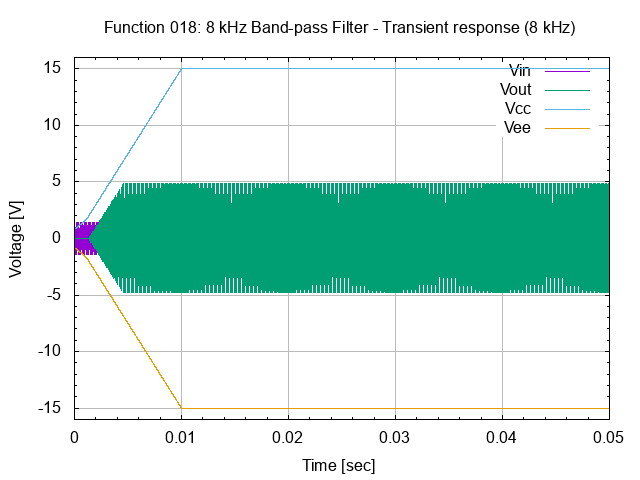 Function 018: 8 kHz Band-pass Filter - Transient response (8 kHz)
Vin
Vout
Vcc
Vee
15
10
5
0
-5
-10
-15
Voltage [V]
0 0.01 0.02 0.03 0.04 0.05
Time [sec]